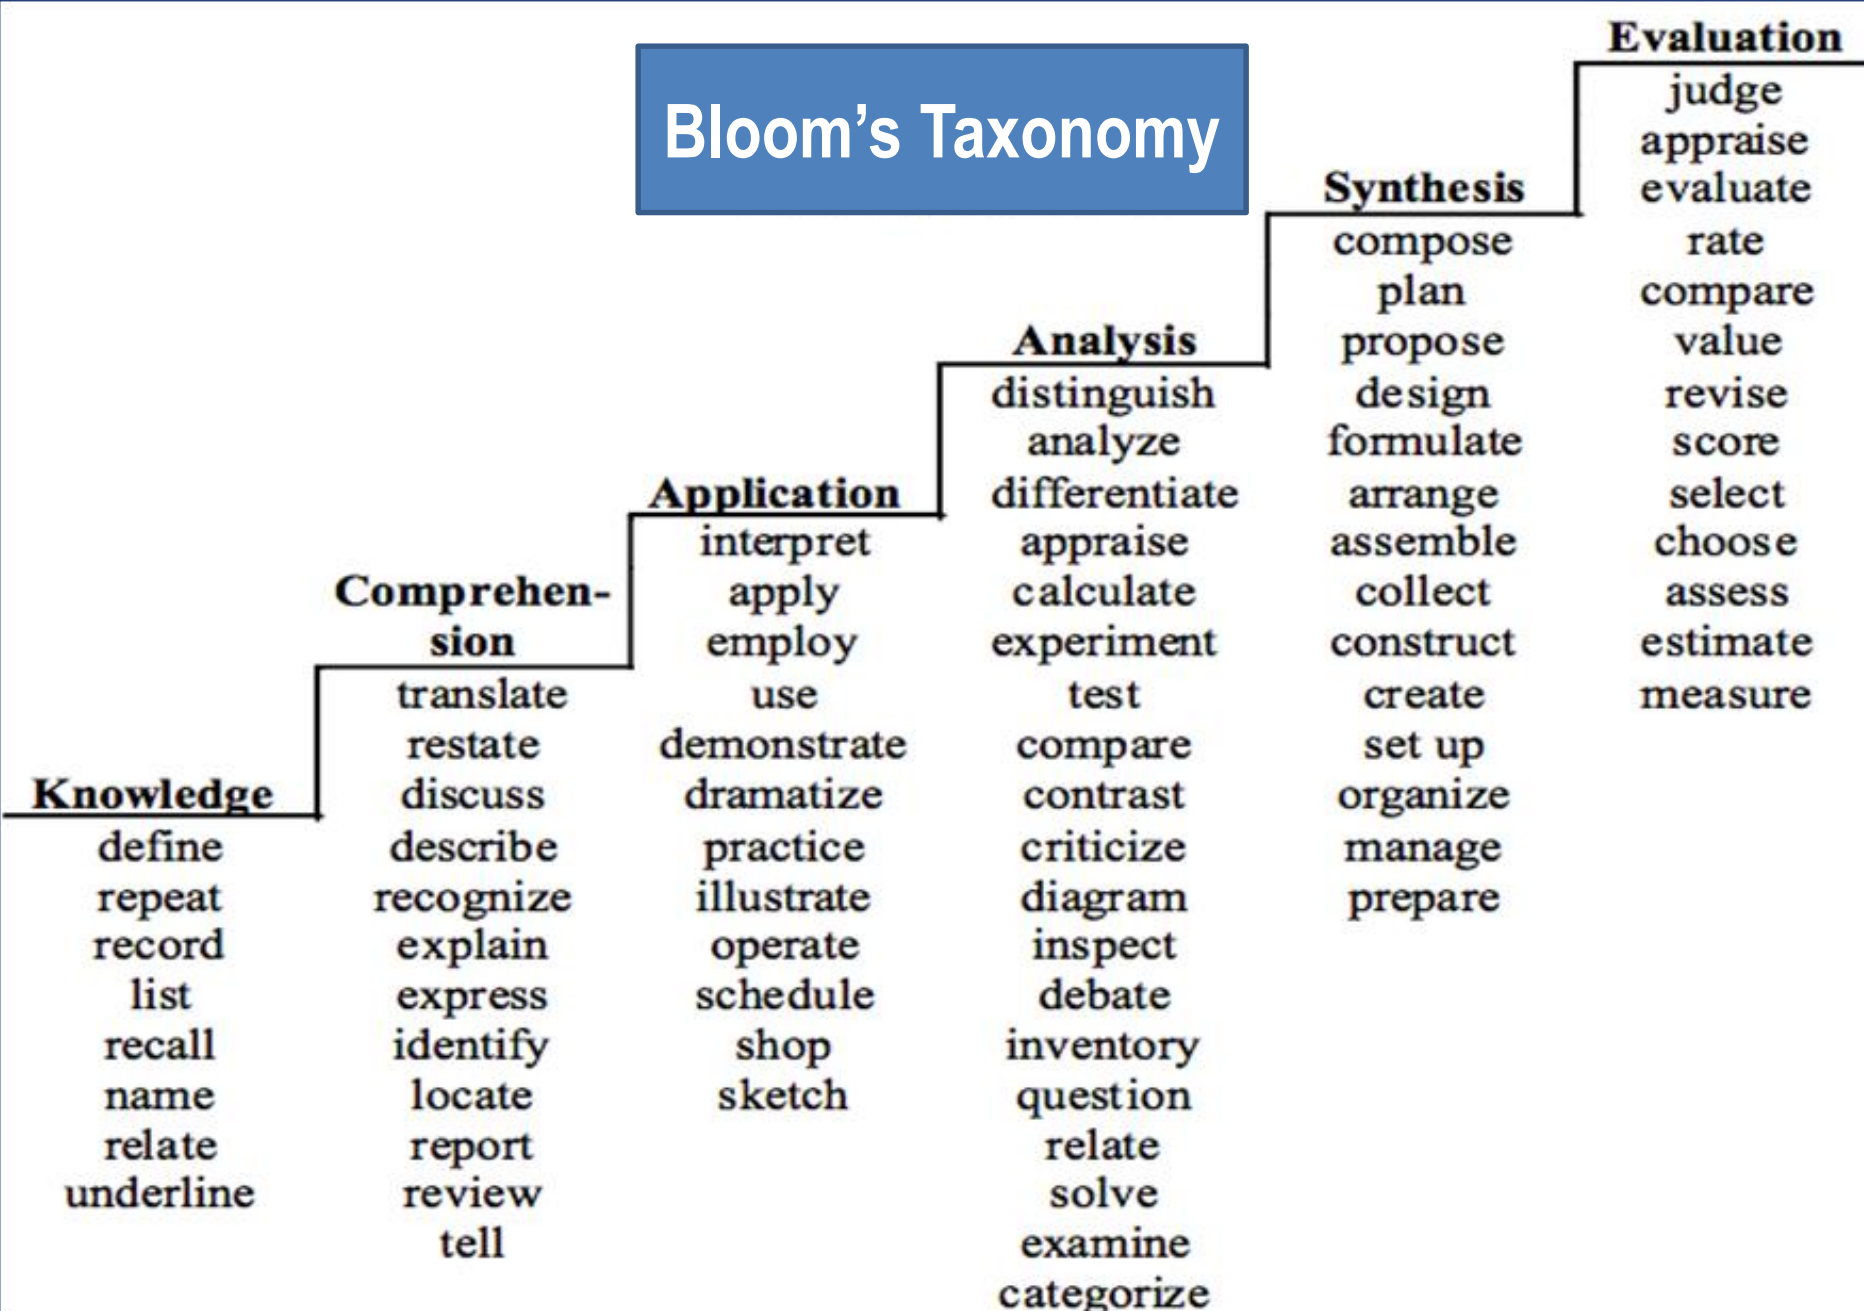 Bloom’s Taxonomy
Knowledge
define
repeat
record
list
recall
name
relate
underline
Comprehen-
sion
translate
restate
discuss
describe
recognize
explain
express
identify
locate
report
review
tell
Application
interpret
apply
employ
use
demonstrate
dramatize
practice
illustrate
operate
schedule
shop
sketch
Analysis
distinguish
analyze
differentiate
appraise
calculate
experiment
test
compare
contrast
criticize
diagram
inspect
debate
inventory
question
relate
solve
examine
categorize
Synthesis
compose
plan
propose
design
formulate
arrange
assemble
collect
construct
create
set up
organize
manage
prepare
Evaluation
judge
appraise
evaluate
rate
compare
value
revise
score
select
choose
assess
estimate
measure